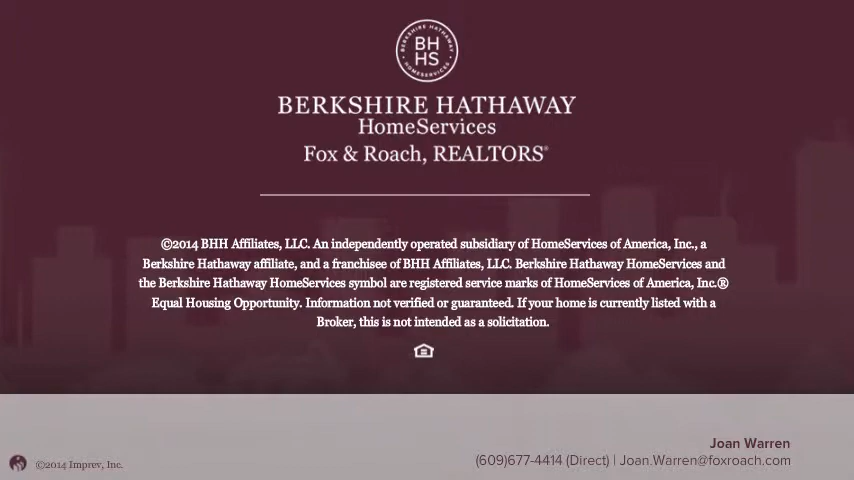 BERKSHIRE HATHAWAY
HOMESERVICES
BH
HS
BERKSHIRE HATHAWAY
HomeServices
Fox & Roach, REALTORS®
©2014 BHH Affiliates, LLC. An independently operated subsidiary of HomeServices of America, Inc., a
Berkshire Hathaway affiliate, and a franchisee of BHH Affiliates, LLC. Berkshire Hathaway HomeServices and
the Berkshire Hathaway HomeServices symbol are registered service marks of HomeServices of America, Inc.®
Equal Housing Opportunity. Information not verified or guaranteed. If your home is currently listed with a
Broker, this is not intended as a solicitation.
Joan Warren
(609)677-4414 (Direct) | Joan.Warren@foxroach.com
©2014 Imprev, Inc.